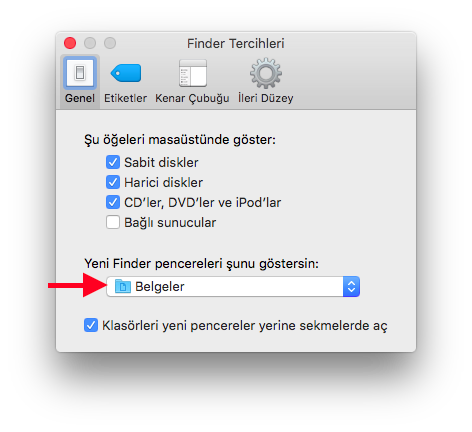 Finder Tercihleri
Genel Etiketler Kenar Çubuğu İleri Düzey
Şu öğeleri masaüstünde göster:
Sabit diskler
Harici diskler
CD'ler, DVD'ler ve iPod'lar
Bağlı sunucular
Yeni Finder pencereleri şunu göstersin:
Belgeler
Klasörleri yeni pencereler yerine sekmelerde aç